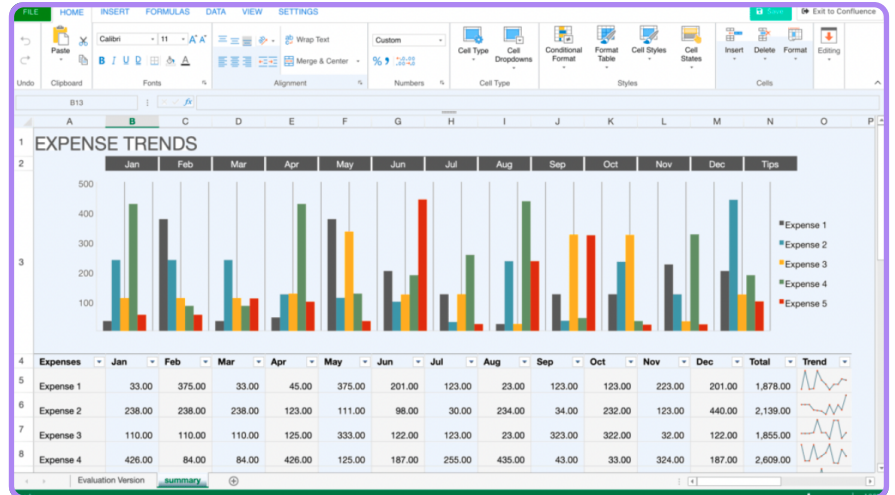 FILE HOME INSERT FORMULAS DATA VIEW SETTINGS Save Exit to Confluence
Calibri 11 A A Wrap Text Custom
Paste B I U D A Merge & Center % Cell Type Cell Dropdowns Conditional Format Format Table Cell Styles Cell States Insert Delete Format Editing
Undo Clipboard Fonts Alignment Numbers Cell Type Styles Cells
B13 fx
A B C D E F G H I J K L M N O P
1 EXPENSE TRENDS
2 Jan Feb Mar Apr May Jun Jul Aug Sep Oct Nov Dec Tips
500
400
300
200
100
3
Expense 1
Expense 2
Expense 3
Expense 4
Expense 5
4 Expenses Jan Feb Mar Apr May Jun Jul Aug Sep Oct Nov Dec Total Trend
5 Expense 1 33.00 375.00 33.00 45.00 375.00 201.00 123.00 23.00 123.00 123.00 223.00 201.00 1,878.00
6 Expense 2 238.00 238.00 238.00 123.00 111.00 98.00 30.00 234.00 34.00 232.00 123.00 440.00 2,139.00
7 Expense 3 110.00 110.00 110.00 125.00 333.00 122.00 123.00 23.00 323.00 322.00 32.00 122.00 1,855.00
8 Expense 4 426.00 84.00 84.00 426.00 125.00 187.00 255.00 435.00 43.00 33.00 324.00 187.00 2,609.00
Evaluation Version summary